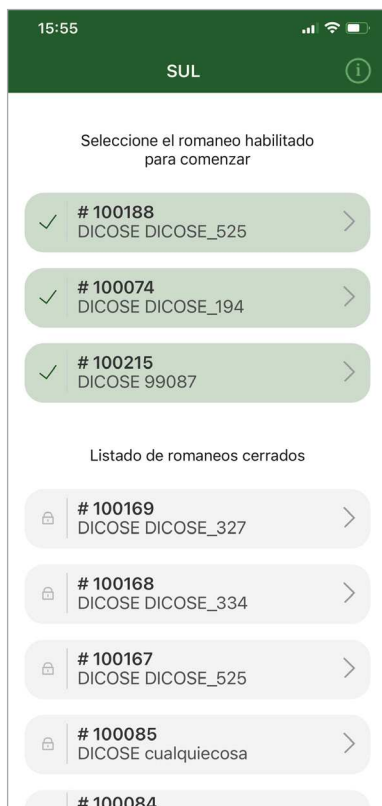 15:55
SUL
Seleccione el romaneo habilitado
para comenzar
# 100188
DICOSE DICOSE_525
# 100074
DICOSE DICOSE_194
# 100215
DICOSE 99087
Listado de romaneos cerrados
# 100169
DICOSE DICOSE_327
# 100168
DICOSE DICOSE_334
# 100167
DICOSE DICOSE_525
# 100085
DICOSE cualquiecosa
# 100084